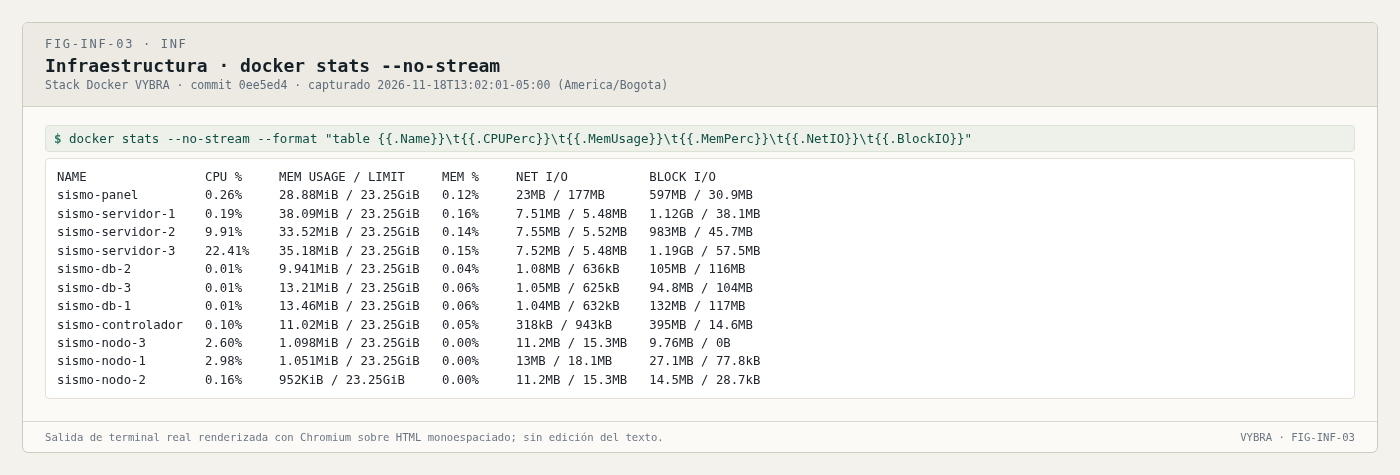 FIG-INF-03 · INF
Infraestructura · docker stats --no-stream
Stack Docker VYBRA · commit 0ee5ed4 · capturado 2026-11-18T13:02:01-05:00 (America/Bogota)
$ docker stats --no-stream --format "table {{.Name}}\t{{.CPUPerc}}\t{{.MemUsage}}\t{{.MemPerc}}\t{{.NetIO}}\t{{.BlockIO}}"
NAME CPU % MEM USAGE / LIMIT MEM % NET I/O BLOCK I/O
sismo-panel 0.26% 28.88MiB / 23.25GiB 0.12% 23MB / 177MB 597MB / 30.9MB
sismo-servidor-1 0.19% 38.09MiB / 23.25GiB 0.16% 7.51MB / 5.48MB 1.12GB / 38.1MB
sismo-servidor-2 9.91% 33.52MiB / 23.25GiB 0.14% 7.55MB / 5.52MB 983MB / 45.7MB
sismo-servidor-3 22.41% 35.18MiB / 23.25GiB 0.15% 7.52MB / 5.48MB 1.19GB / 57.5MB
sismo-db-2 0.01% 9.941MiB / 23.25GiB 0.04% 1.08MB / 636kB 105MB / 116MB
sismo-db-3 0.01% 13.21MiB / 23.25GiB 0.06% 1.05MB / 625kB 94.8MB / 104MB
sismo-db-1 0.01% 13.46MiB / 23.25GiB 0.06% 1.04MB / 632kB 132MB / 117MB
sismo-controlador 0.10% 11.02MiB / 23.25GiB 0.05% 318kB / 943kB 395MB / 14.6MB
sismo-nodo-3 2.60% 1.098MiB / 23.25GiB 0.00% 11.2MB / 15.3MB 9.76MB / 0B
sismo-nodo-1 2.98% 1.051MiB / 23.25GiB 0.00% 13MB / 18.1MB 27.1MB / 77.8kB
sismo-nodo-2 0.16% 952KiB / 23.25GiB 0.00% 11.2MB / 15.3MB 14.5MB / 28.7kB
Salida de terminal real renderizada con Chromium sobre HTML monoespaciado; sin edición del texto.
VYBRA · FIG-INF-03